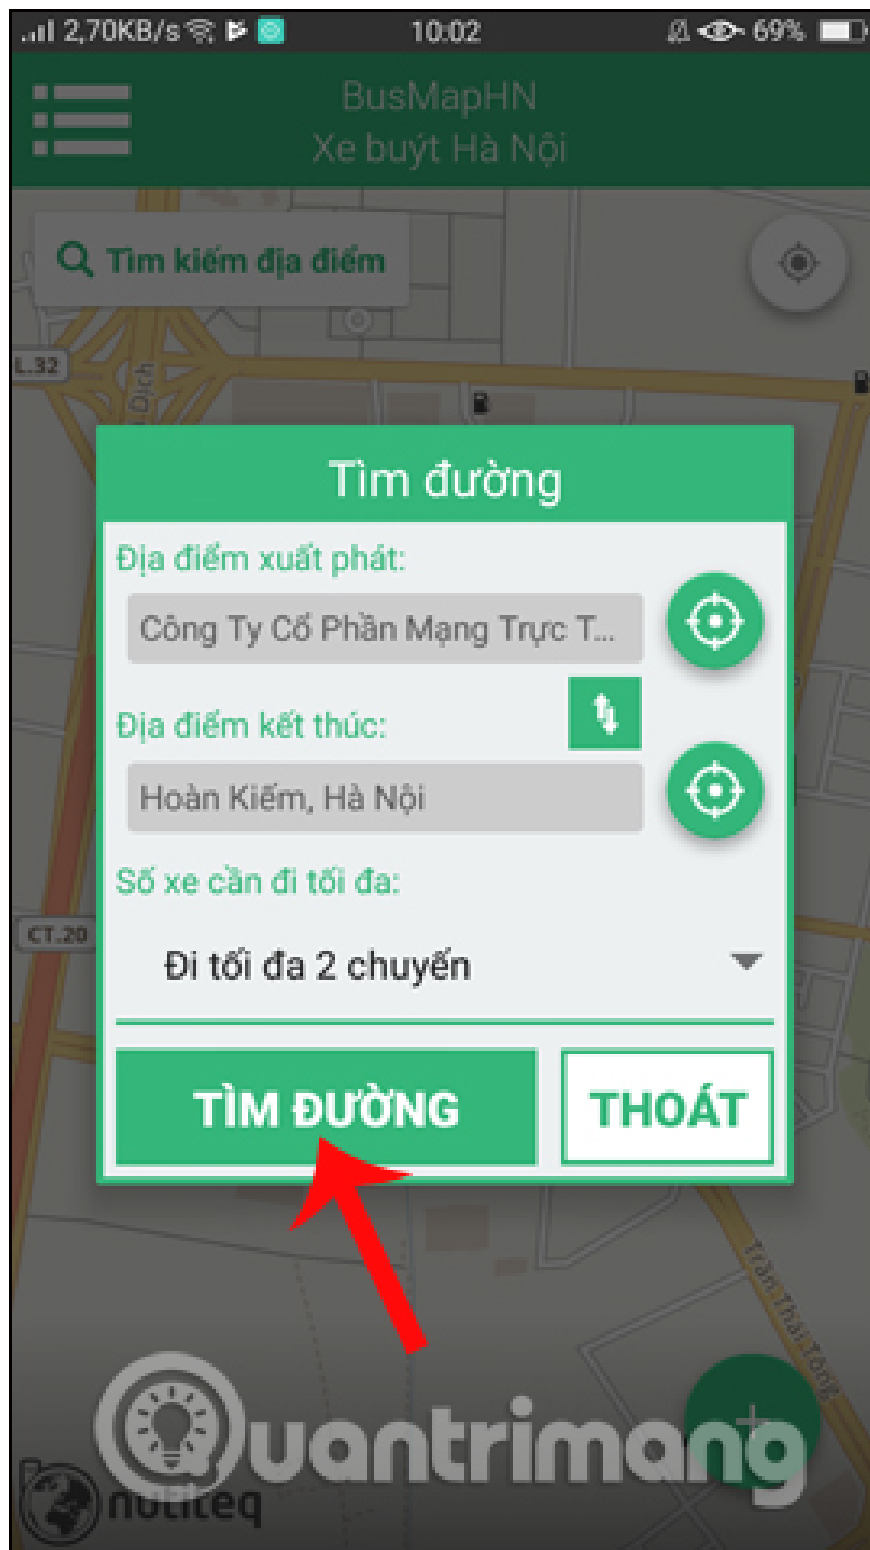 2,70KB/s 10:02 69%
BusMapHN
Xe buýt Hà Nội
Tìm kiếm địa điểm
L.32
Dịch
Tìm đường
Địa điểm xuất phát:
Công Ty Cổ Phần Mạng Trực T...
Địa điểm kết thúc:
Hoàn Kiếm, Hà Nội
Số xe cần đi tối đa:
CT.20
Đi tối đa 2 chuyến
TÌM ĐƯỜNG THOÁT
Trần Thái Tông
+
Quantrimang
nutiteq